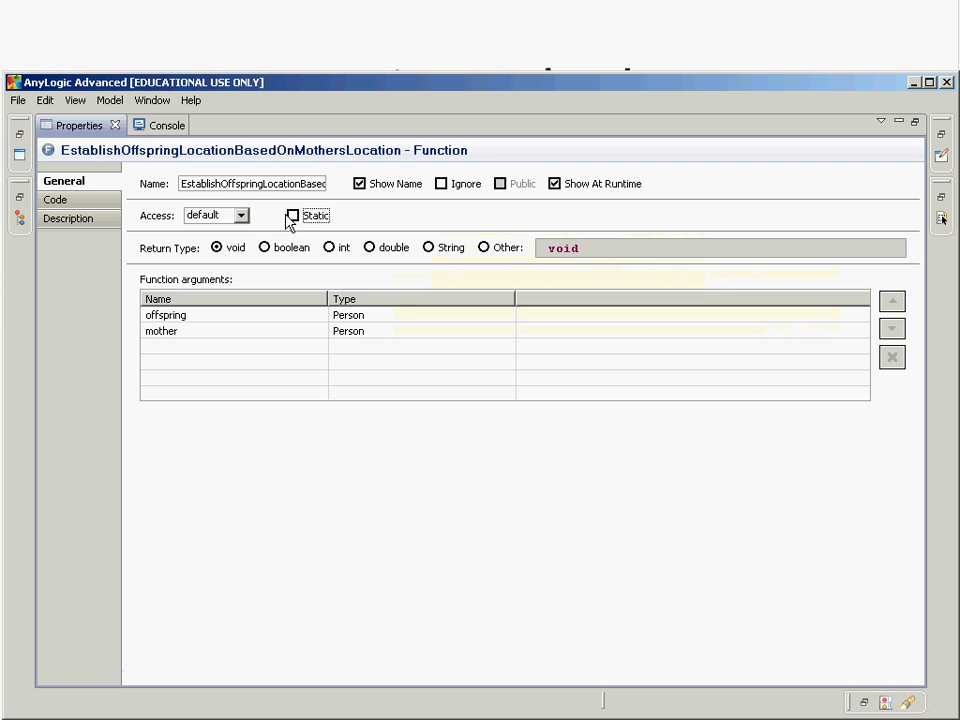 AnyLogic Advanced [EDUCATIONAL USE ONLY]
File Edit View Model Window Help
Properties Console
EstablishOffspringLocationBasedOnMothersLocation - Function
General
Code
Description
Name: EstablishOffspringLocationBased Show Name Ignore Public Show At Runtime
Access: default Static
Return Type: void boolean int double String Other: void
Function arguments:
Name Type
offspring Person
mother Person